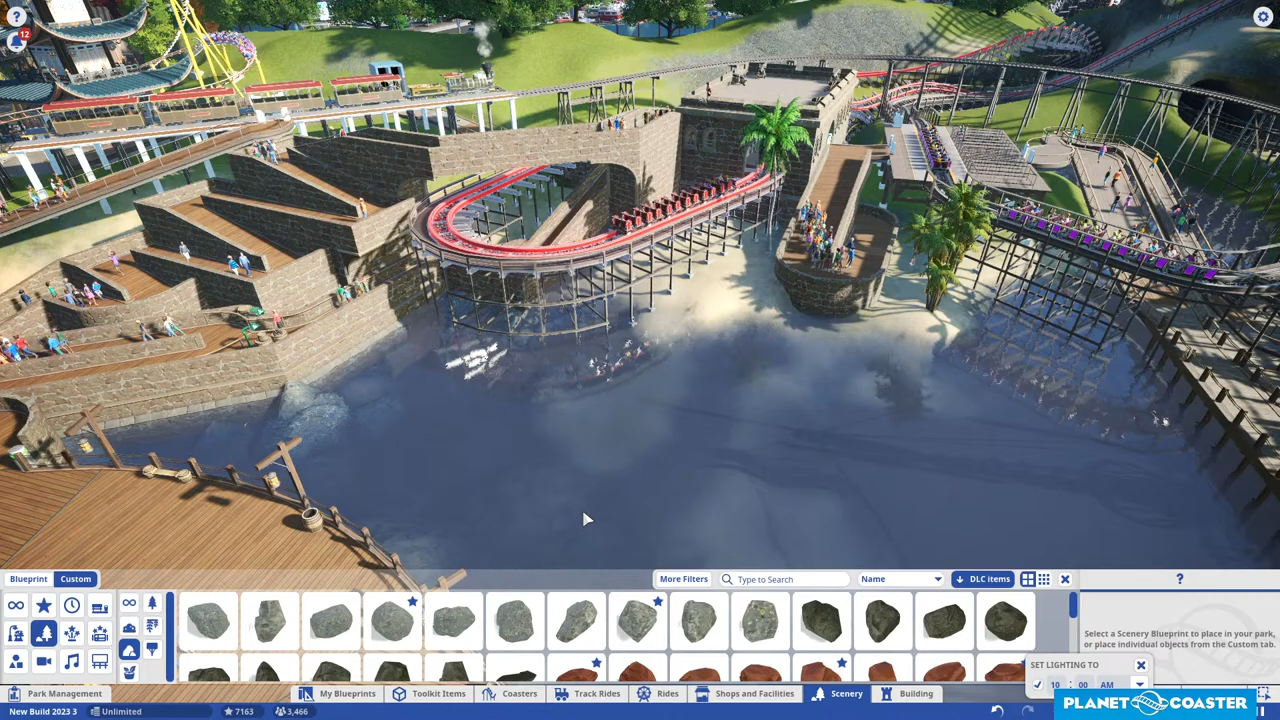 ?
12
Blueprint
Custom
More Filters
Type to Search
Name
DLC items
?
Select a Scenery Blueprint to place in your park,
or place individual objects from the Custom tab.
SET LIGHTING TO
10 : 00 AM
Park Management
My Blueprints
Toolkit Items
Coasters
Track Rides
Rides
Shops and Facilities
Scenery
Building
PLANET COASTER
New Build 2023 3
Unlimited
7163
3,466